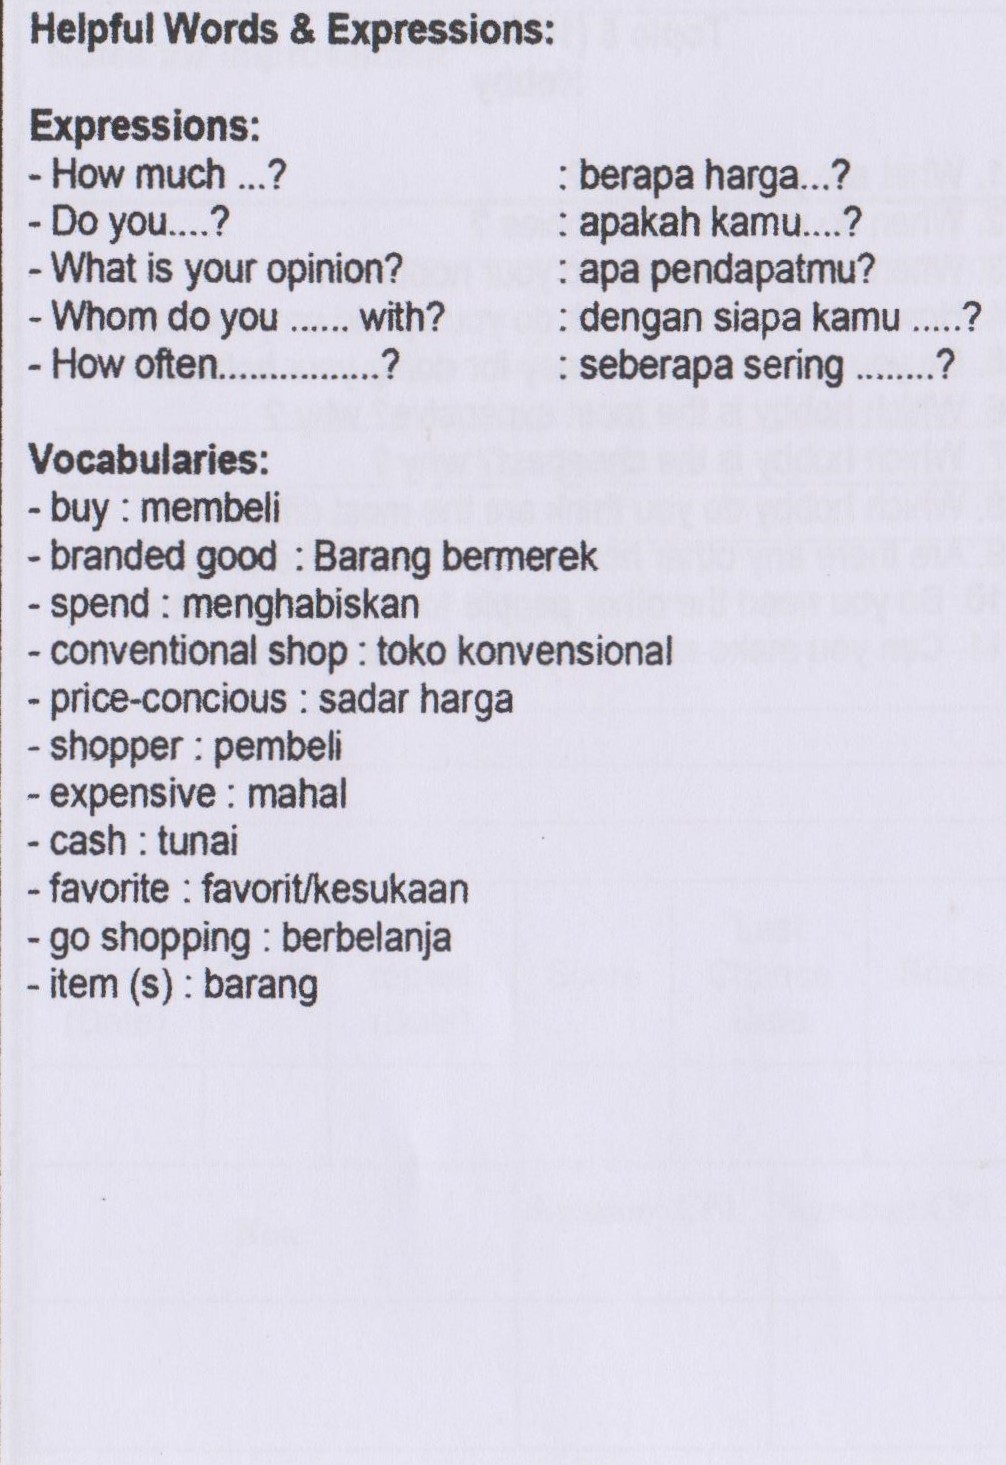 Helpful Words & Expressions:
Expressions:
- How much ...? : berapa harga...?
- Do you....? : apakah kamu....?
- What is your opinion? : apa pendapatmu?
- Whom do you ...... with? : dengan siapa kamu .....?
- How often.................? : seberapa sering ........?
Vocabularies:
- buy : membeli
- branded good : Barang bermerek
- spend : menghabiskan
- conventional shop : toko konvensional
- price-concious : sadar harga
- shopper : pembeli
- expensive : mahal
- cash : tunai
- favorite : favorit/kesukaan
- go shopping : berbelanja
- item (s) : barang